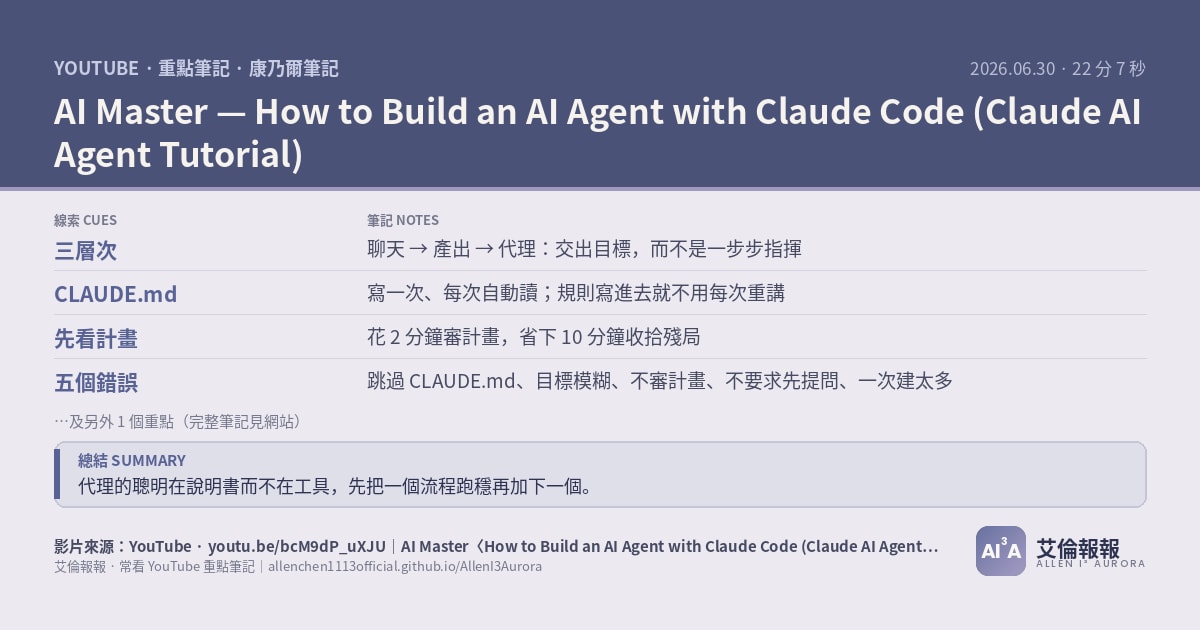 YOUTUBE · 重點筆記 · 康乃爾筆記
2026.06.30 · 22 分 7 秒
AI Master — How to Build an AI Agent with Claude Code (Claude AI
Agent Tutorial)
線索 CUES
筆記 NOTES
三層次
聊天 → 產出 → 代理：交出目標，而不是一步步指揮
CLAUDE.md
寫一次、每次自動讀；規則寫進去就不用每次重講
先看計畫
花 2 分鐘審計畫，省下 10 分鐘收拾殘局
五個錯誤
跳過 CLAUDE.md、目標模糊、不審計畫、不要求先提問、一次建太多
…及另外 1 個重點（完整筆記見網站）
總結 SUMMARY
代理的聰明在說明書而不在工具，先把一個流程跑穩再加下一個。
影片來源：YouTube · youtu.be/bcM9dP_uXJU｜AI Master〈How to Build an AI Agent with Claude Code (Claude AI Agent…
艾倫報報 · 常看 YouTube 重點筆記｜allenchen1113official.github.io/AllenI3Aurora
AI³A
艾倫報報
ALLEN I³ AURORA